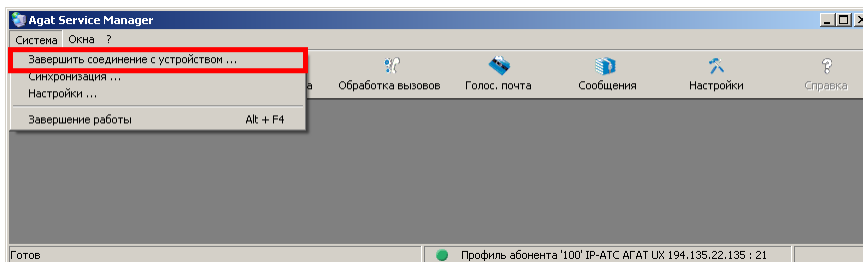 Agat Service Manager
Система Окна ?
Завершить соединение с устройством ...
Синхронизация ...
Настройки ...
Завершение работы Alt + F4
а Обработка вызовов Голос. почта Сообщения Настройки Справка
Готов Профиль абонента '100' IP-АТС АГАТ UX 194.135.22.135 : 21